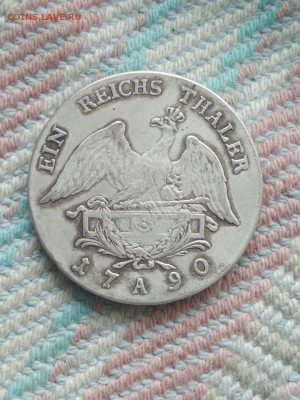 COINS.LAVE.RU
EIN REICHS THALER
17 A 90